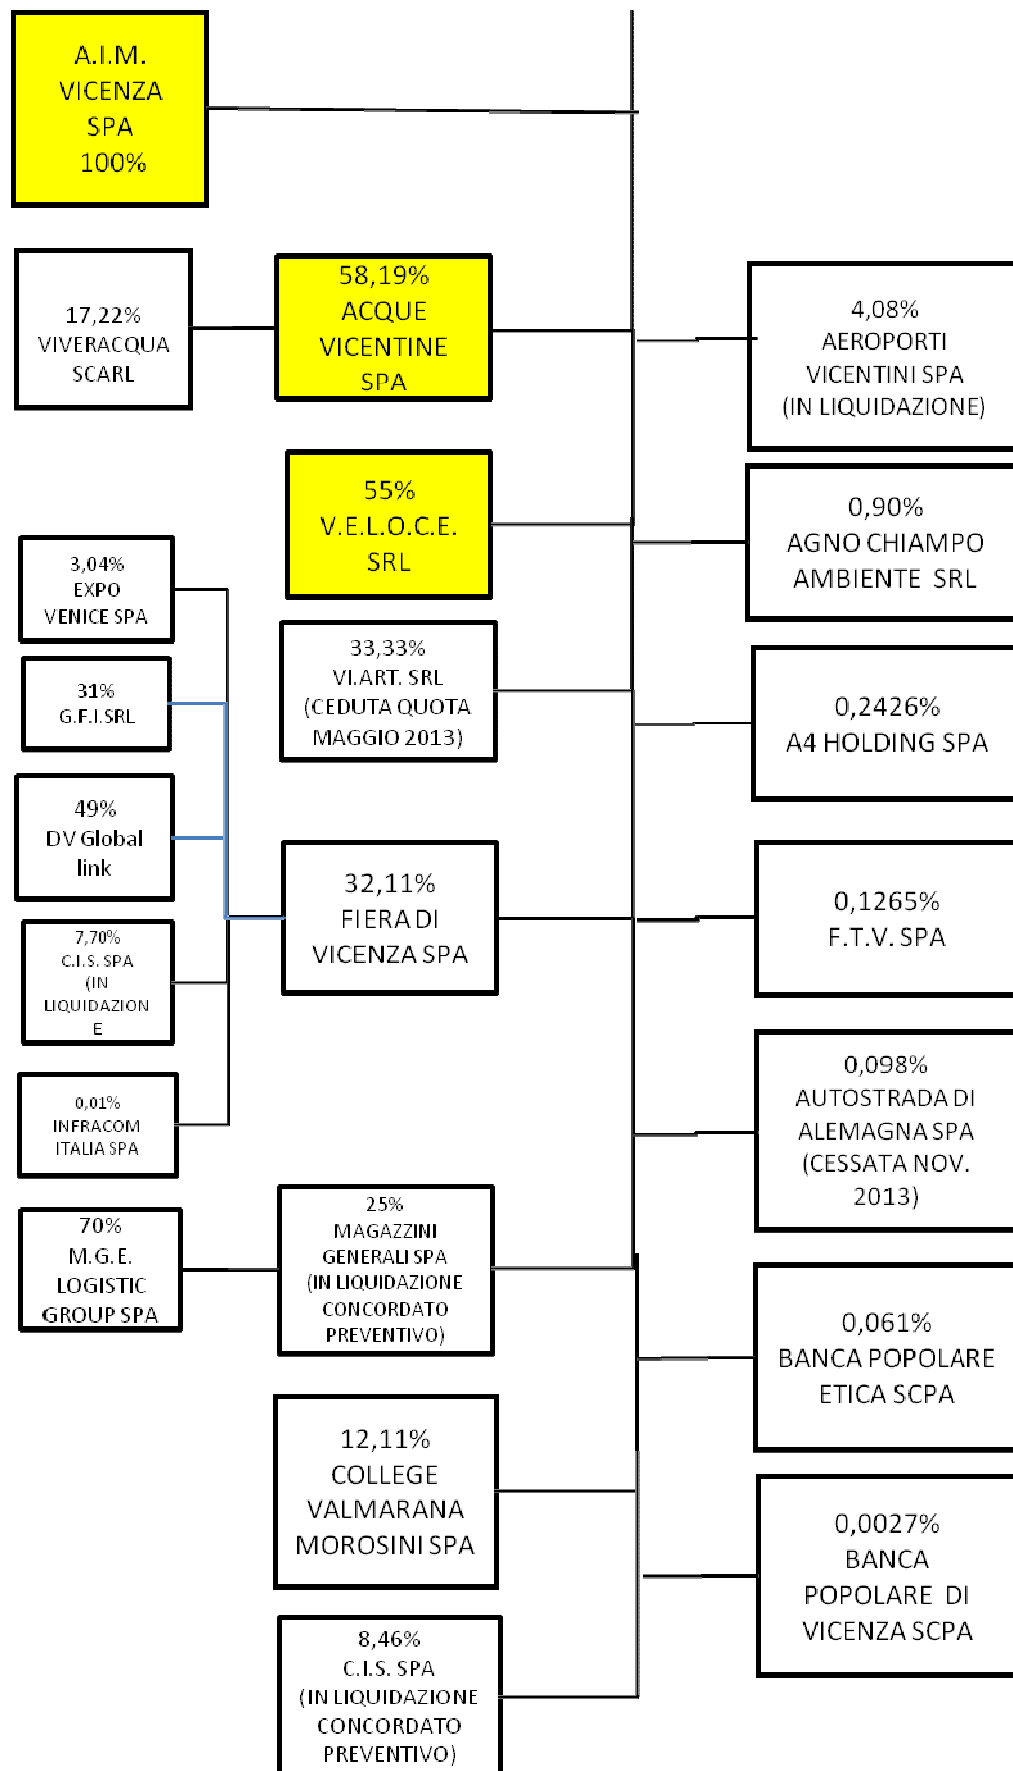 A.I.M.
VICENZA
SPA
100%
17,22%
VIVERACQUA
SCARL
58,19%
ACQUE
VICENTINE
SPA
4,08%
AEROPORTI
VICENTINI SPA
(IN LIQUIDAZIONE)
55%
V.E.L.O.C.E.
SRL
0,90%
AGNO CHIAMPO
AMBIENTE SRL
3,04%
EXPO
VENICE SPA
33,33%
VI.ART. SRL
(CEDUTA QUOTA
MAGGIO 2013)
31%
G.F.I.SRL
0,2426%
A4 HOLDING SPA
49%
DV Global
link
32,11%
FIERA DI
VICENZA SPA
0,1265%
F.T.V. SPA
7,70%
C.I.S. SPA
(IN
LIQUIDAZION
E
0,01%
INFRACOM
ITALIA SPA
0,098%
AUTOSTRADA DI
ALEMAGNA SPA
(CESSATA NOV.
2013)
70%
M.G.E.
LOGISTIC
GROUP SPA
25%
MAGAZZINI
GENERALI SPA
(IN LIQUIDAZIONE
CONCORDATO
PREVENTIVO)
0,061%
BANCA POPOLARE
ETICA SCPA
12,11%
COLLEGE
VALMARANA
MOROSINI SPA
0,0027%
BANCA
POPOLARE DI
VICENZA SCPA
8,46%
C.I.S. SPA
(IN LIQUIDAZIONE
CONCORDATO
PREVENTIVO)